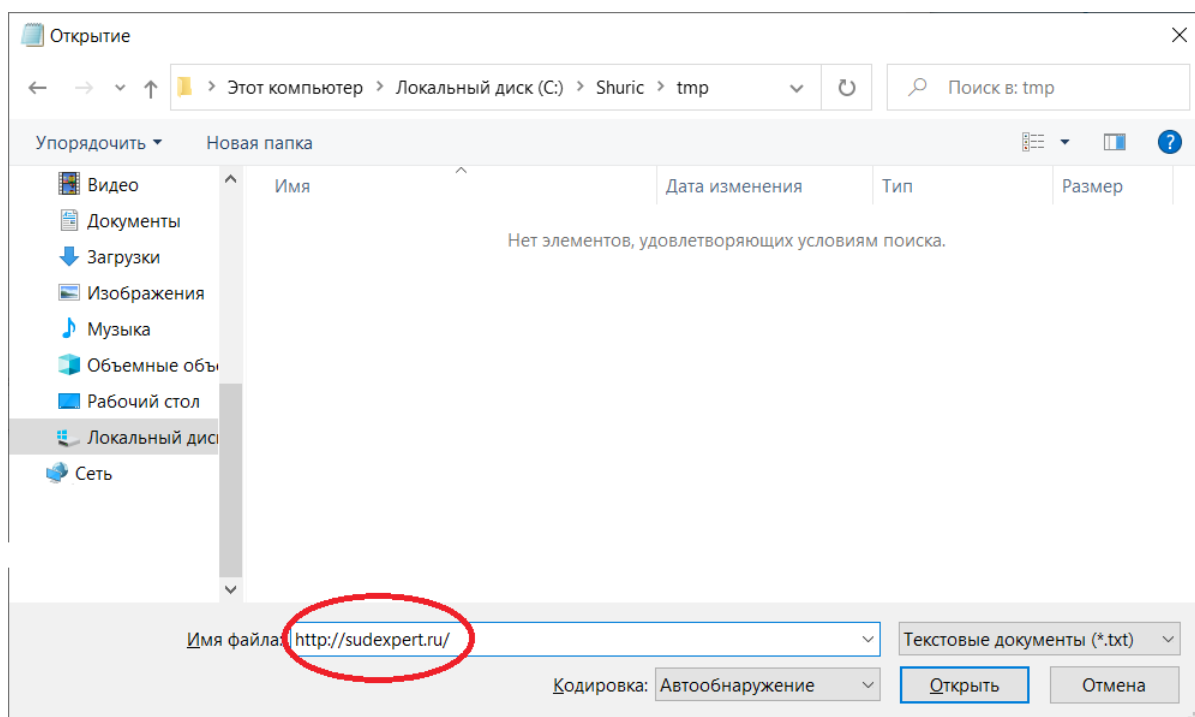 Открытие
Этот компьютер > Локальный диск (C:) > Shuric > tmp
Поиск в: tmp
Упорядочить
Новая папка
Имя
Дата изменения
Тип
Размер
Видео
Документы
Загрузки
Изображения
Музыка
Объемные объ
Рабочий стол
Локальный дис
Сеть
Нет элементов, удовлетворяющих условиям поиска.
Имя файла: http://sudexpert.ru/
Текстовые документы (*.txt)
Кодировка: Автообнаружение
Открыть
Отмена